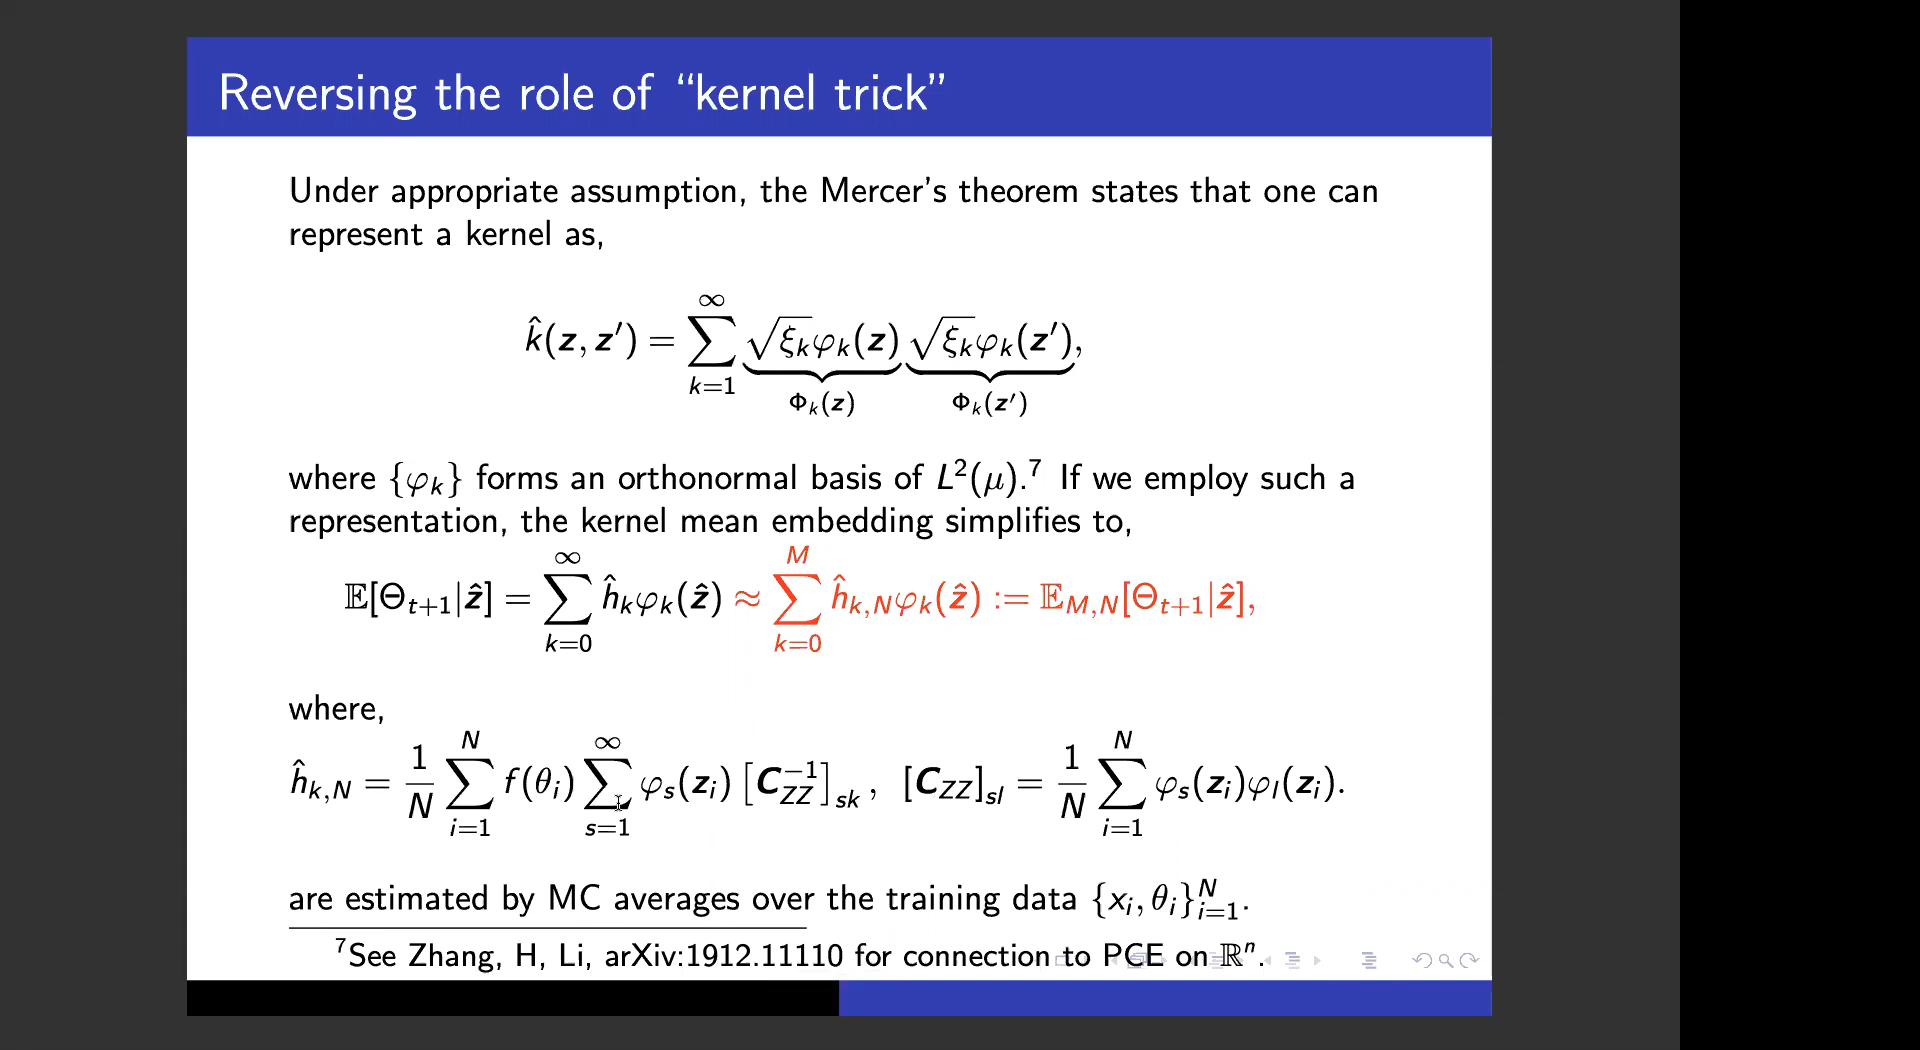 Reversing the role of “kernel trick”
Under appropriate assumption, the Mercer’s theorem states that one can
represent a kernel as,
k̂(z, z′) = ∑_{k=1}^{∞} √ξ_k φ_k(z) √ξ_k φ_k(z′),
Φ_k(z) Φ_k(z′)
where {φ_k} forms an orthonormal basis of L²(μ).⁷ If we employ such a
representation, the kernel mean embedding simplifies to,
𝔼[Θ_{t+1}|ẑ] = ∑_{k=0}^{∞} ĥ_k φ_k(ẑ) ≈ ∑_{k=0}^{M} ĥ_{k,N} φ_k(ẑ) := 𝔼_{M,N}[Θ_{t+1}|ẑ],
where,
ĥ_{k,N} = 1/N ∑_{i=1}^{N} f(θ_i) ∑_{s=1}^{∞} φ_s(z_i) [C_{ZZ}^{−1}]_{sk}, [C_{ZZ}]_{sl} = 1/N ∑_{i=1}^{N} φ_s(z_i)φ_l(z_i).
are estimated by MC averages over the training data {x_i, θ_i}_{i=1}^{N}.
⁷See Zhang, H, Li, arXiv:1912.11110 for connection to PCE on ℝⁿ.